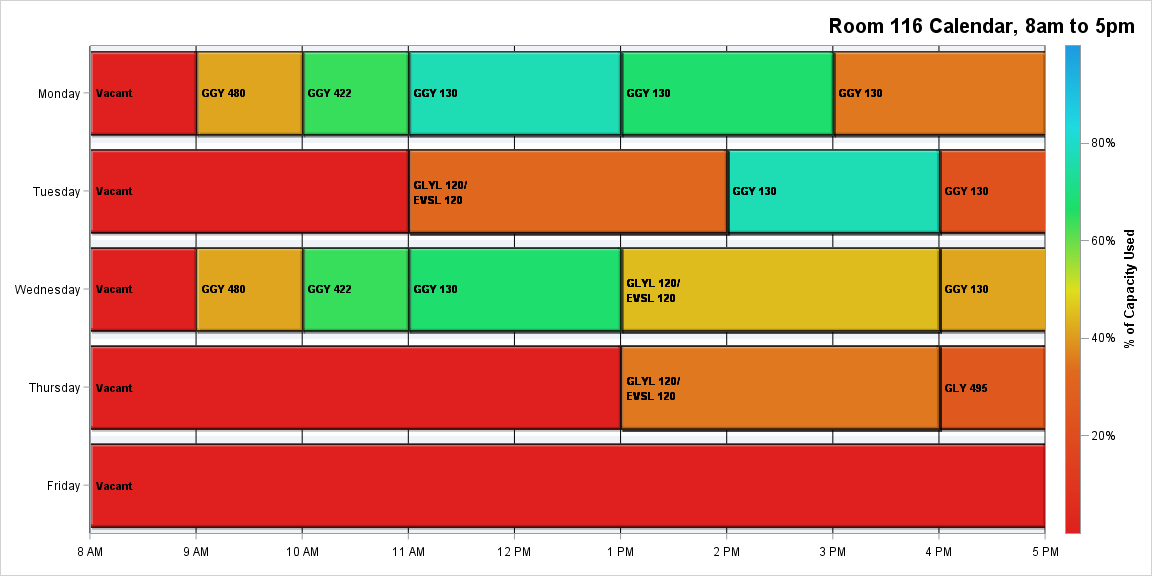 Room 116 Calendar, 8am to 5pm
Monday
Vacant
GGY 480
GGY 422
GGY 130
GGY 130
GGY 130
Tuesday
Vacant
GLYL 120/
EVSL 120
GGY 130
GGY 130
Wednesday
Vacant
GGY 480
GGY 422
GGY 130
GLYL 120/
EVSL 120
GGY 130
Thursday
Vacant
GLYL 120/
EVSL 120
GLY 495
Friday
Vacant
8 AM
9 AM
10 AM
11 AM
12 PM
1 PM
2 PM
3 PM
4 PM
5 PM
80%
60%
40%
20%
% of Capacity Used